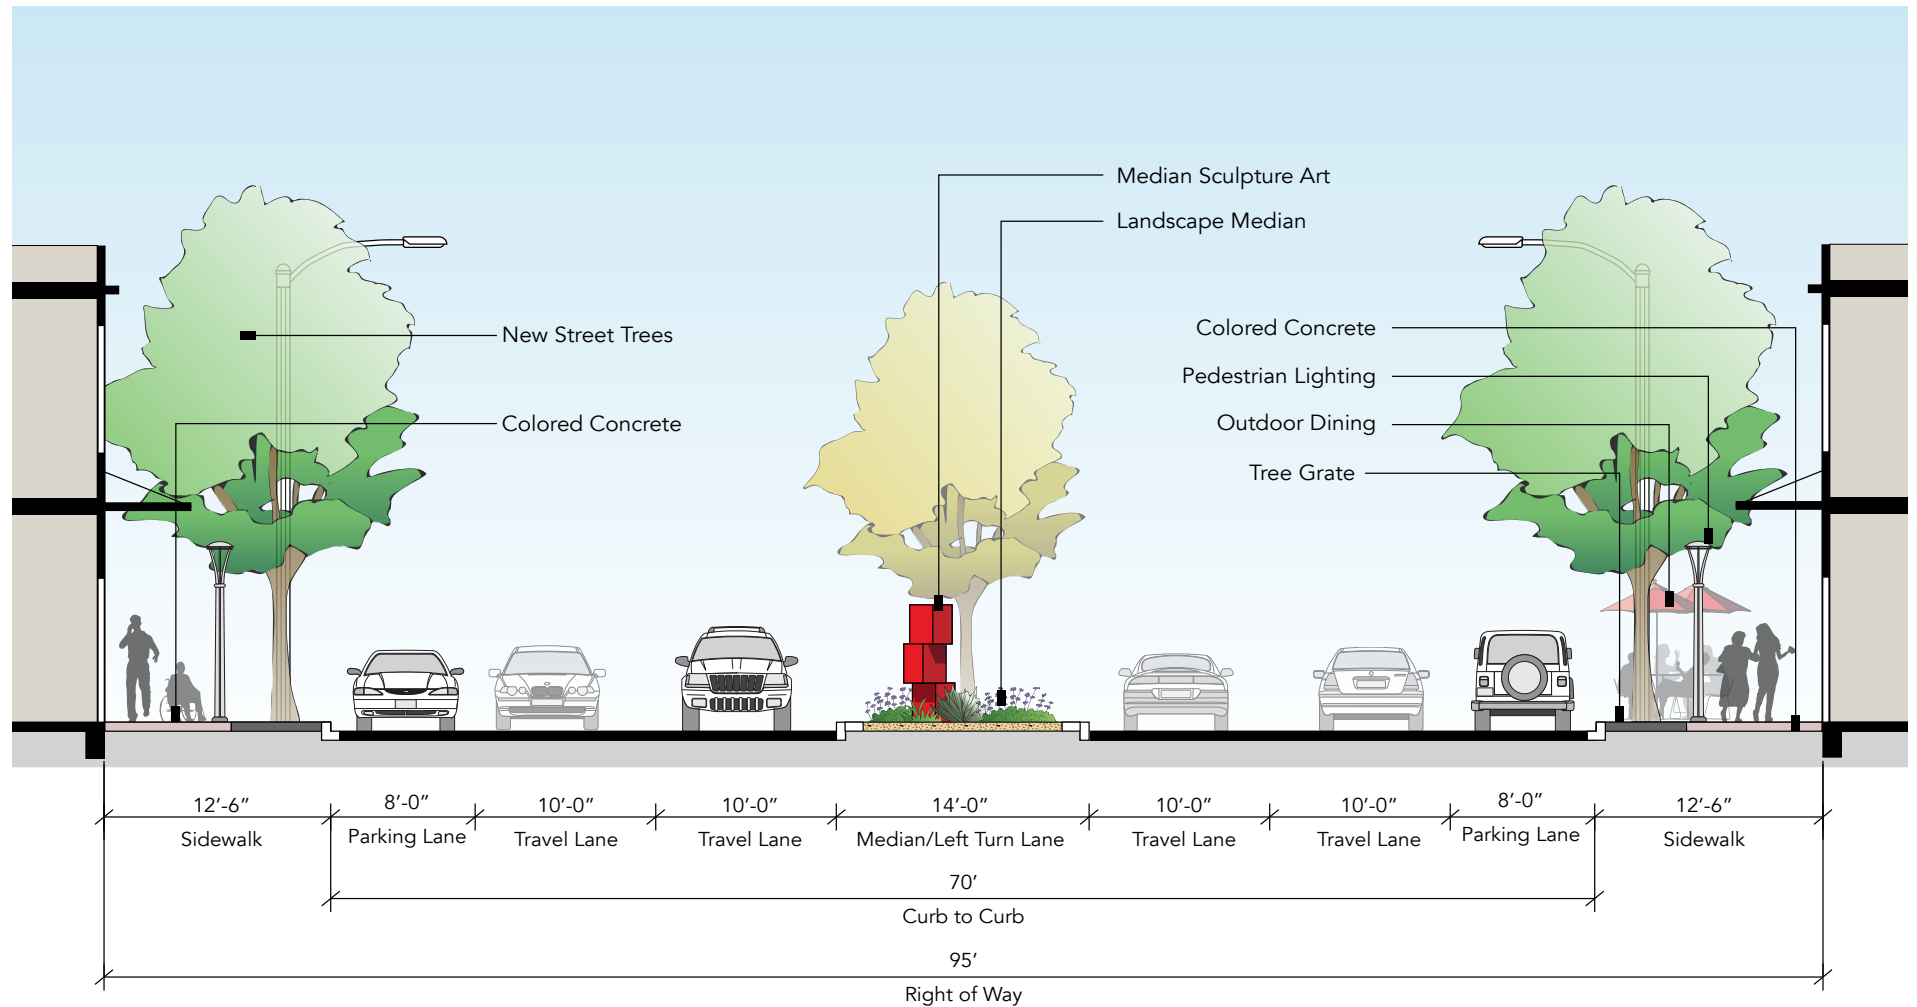 Median Sculpture Art
Landscape Median
New Street Trees
Colored Concrete
Colored Concrete
Pedestrian Lighting
Outdoor Dining
Tree Grate
12’-6” 8’-0” 10’-0” 10’-0” 14’-0” 10’-0” 10’-0” 8’-0” 12’-6”
Sidewalk Parking Lane Travel Lane Travel Lane Median/Left Turn Lane Travel Lane Travel Lane Parking Lane Sidewalk
70’
Curb to Curb
95’
Right of Way